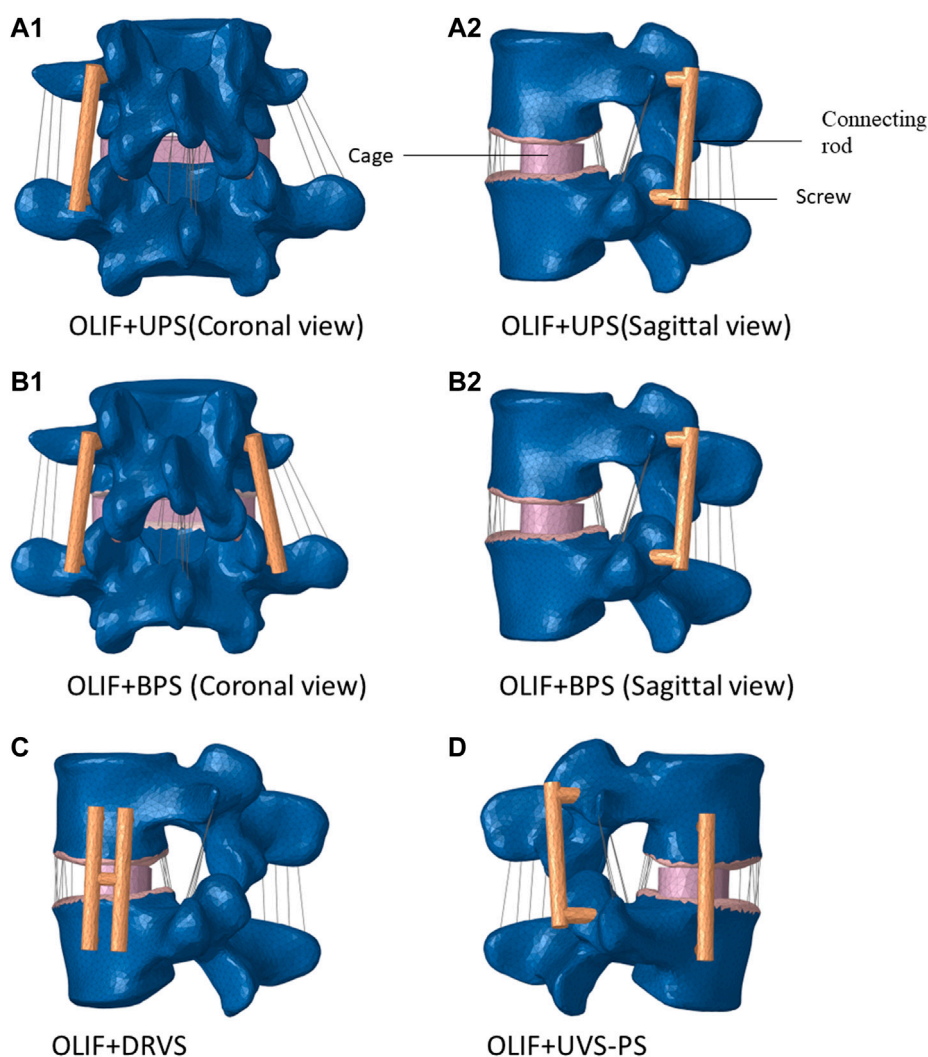 A1
A2
Cage
Connecting
rod
Screw
OLIF+UPS(Coronal view)
OLIF+UPS(Sagittal view)
B1
B2
OLIF+BPS (Coronal view)
OLIF+BPS (Sagittal view)
C
D
OLIF+DRVS
OLIF+UVS-PS